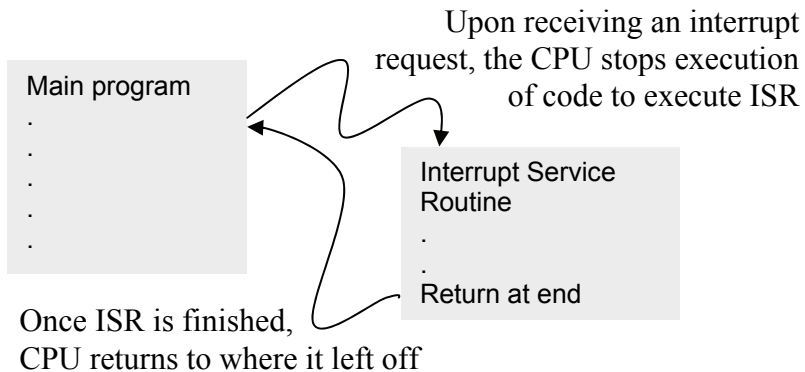 Upon receiving an interrupt
request, the CPU stops execution
of code to execute ISR
Main program
.
.
.
.
.
Interrupt Service
Routine
.
.
Return at end
Once ISR is finished,
CPU returns to where it left off